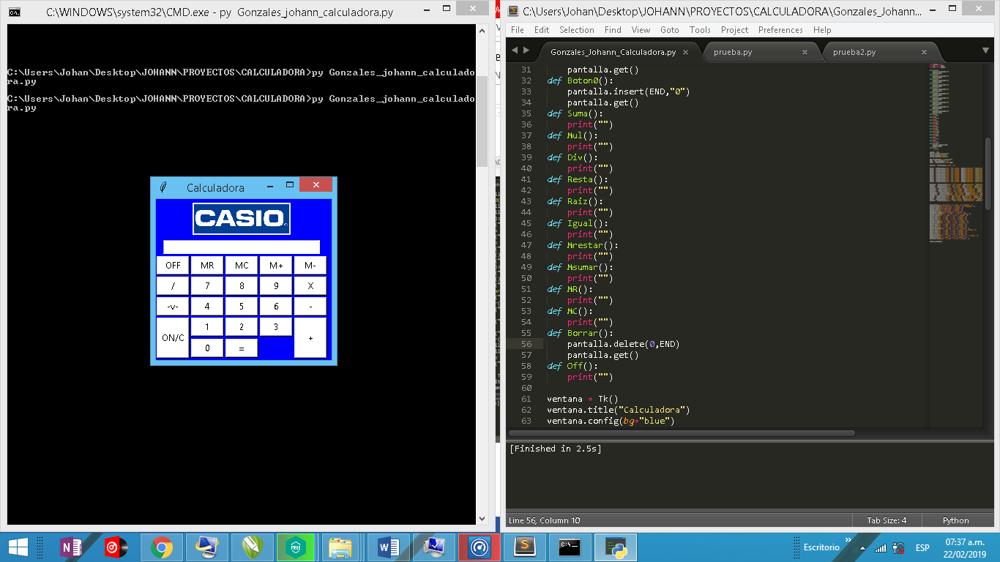 C:\WINDOWS\system32\CMD.exe - py Gonzales_johann_calculadora.py
C:\Users\Johan\Desktop\JOHANN\PROYECTOS\CALCULADORA>py Gonzales_johann_calculado
ra.py
C:\Users\Johan\Desktop\JOHANN\PROYECTOS\CALCULADORA>py Gonzales_johann_calculado
ra.py
Calculadora
CASIO
OFF MR MC M+ M-
/ 7 8 9 X
-v- 4 5 6 -
ON/C 1 2 3 +
0 =
C:\Users\Johan\Desktop\JOHANN\PROYECTOS\CALCULADORA\Gonzales_Johann...
File Edit Selection Find View Goto Tools Project Preferences Help
Gonzales_Johann_Calculadora.py prueba.py prueba2.py
31 pantalla.get()
32 def Boton0():
33 pantalla.insert(END,"0")
34 pantalla.get()
35 def Suma():
36 print("")
37 def Mul():
38 print("")
39 def Div():
40 print("")
41 def Resta():
42 print("")
43 def Raiz():
44 print("")
45 def Igual():
46 print("")
47 def Mrestar():
48 print("")
49 def Msumar():
50 print("")
51 def MR():
52 print("")
53 def MC():
54 print("")
55 def Borrar():
56 pantalla.delete(0,END)
57 pantalla.get()
58 def Off():
59 print("")
60
61 ventana = Tk()
62 ventana.title("Calculadora")
63 ventana.config(bg="blue")
[Finished in 2.5s]
Line 56, Column 10 Tab Size: 4 Python
FREE
Escritorio ESP 07:37 a.m.
22/02/2019